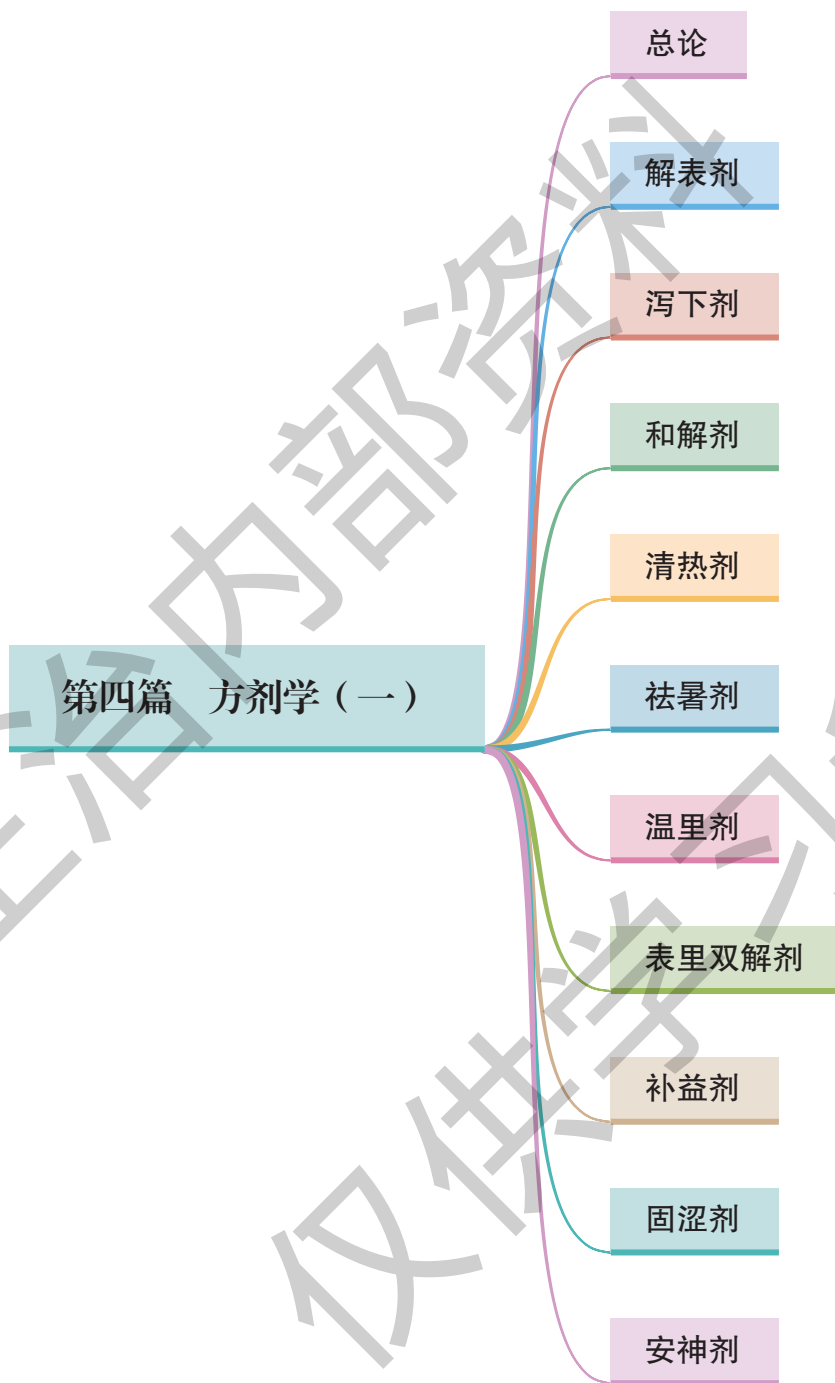 总论
解表剂
泻下剂
和解剂
清热剂
第四篇　方剂学（一）
祛暑剂
温里剂
表里双解剂
补益剂
固涩剂
安神剂
治内部资料
仅供学习